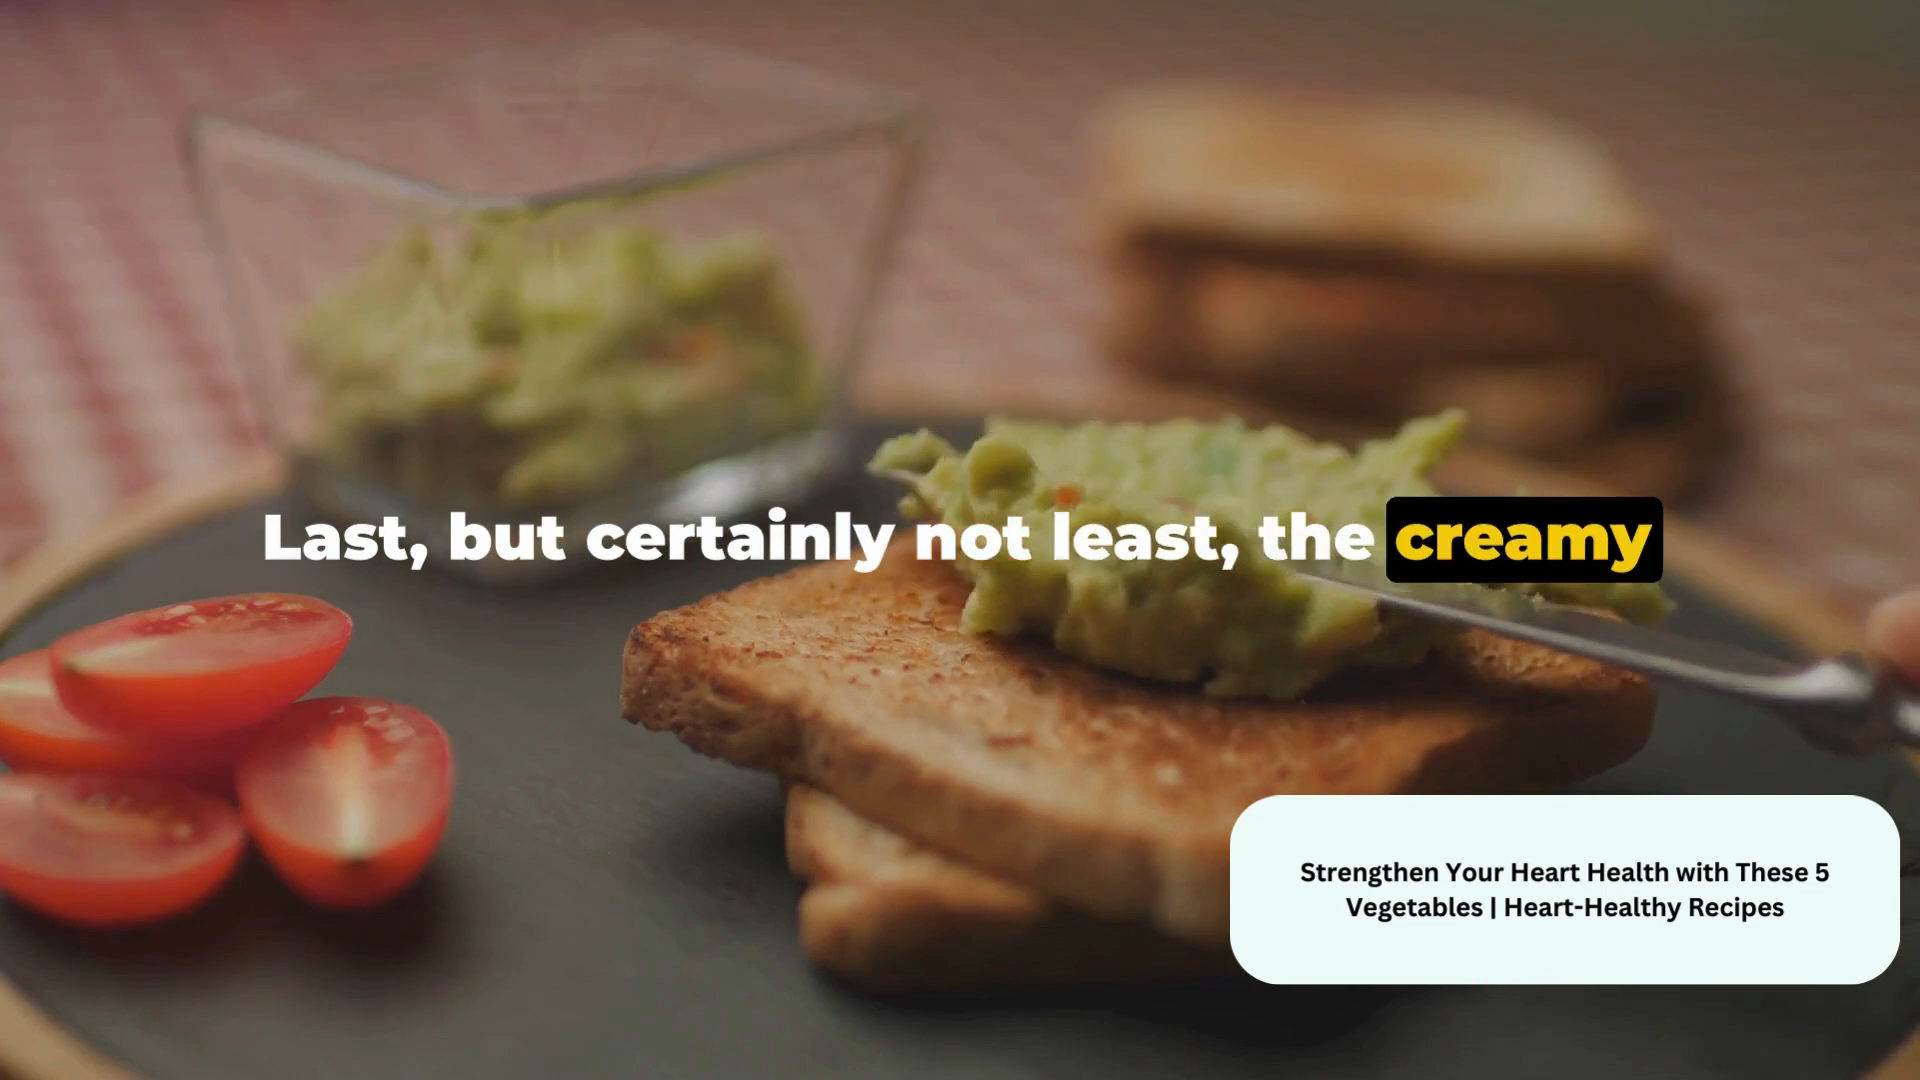 Last, but certainly not least, the creamy
Strengthen Your Heart Health with These 5
Vegetables | Heart-Healthy Recipes